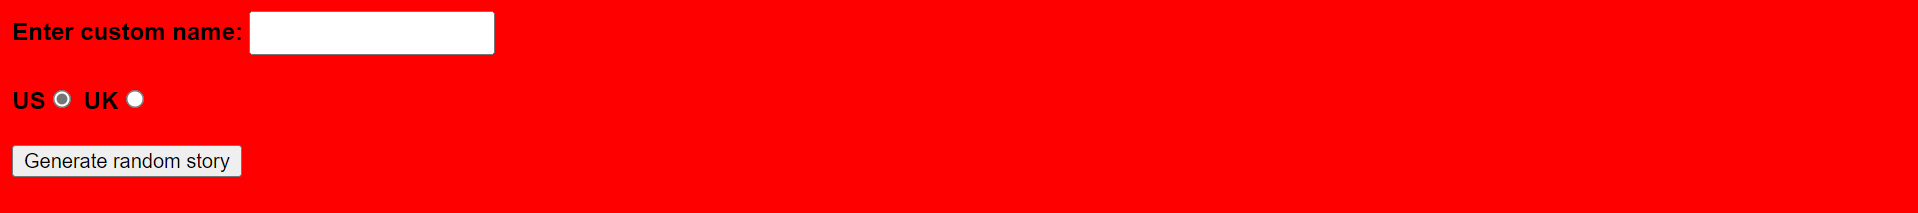 Enter custom name:
US UK
Generate random story